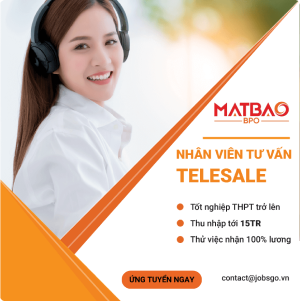 MATBAO
BPO
NHÂN VIÊN TƯ VẤN
TELESALE
Tốt nghiệp THPT trở lên
Thu nhập tới 15TR
Thử việc nhận 100% lương
ỨNG TUYỂN NGAY
contact@jobsgo.vn